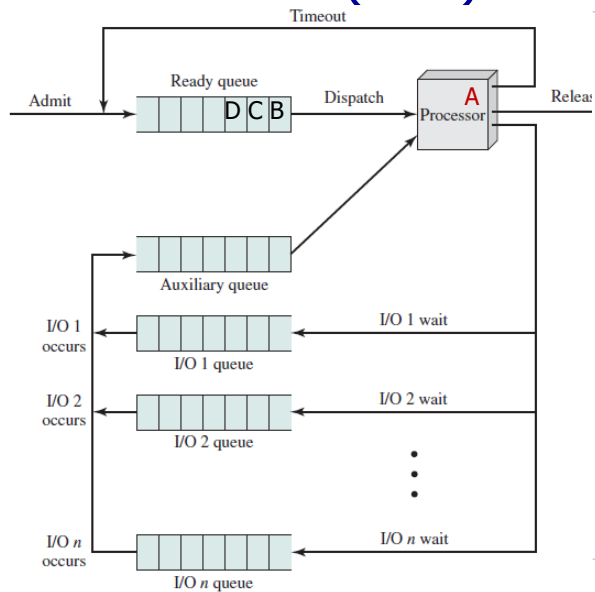 Timeout
Ready queue
Admit
D C B
Dispatch
A
Processor
Auxiliary queue
I/O 1
occurs
I/O 1 wait
I/O 1 queue
I/O 2
occurs
I/O 2 wait
I/O 2 queue
I/O n
occurs
I/O n wait
I/O n queue